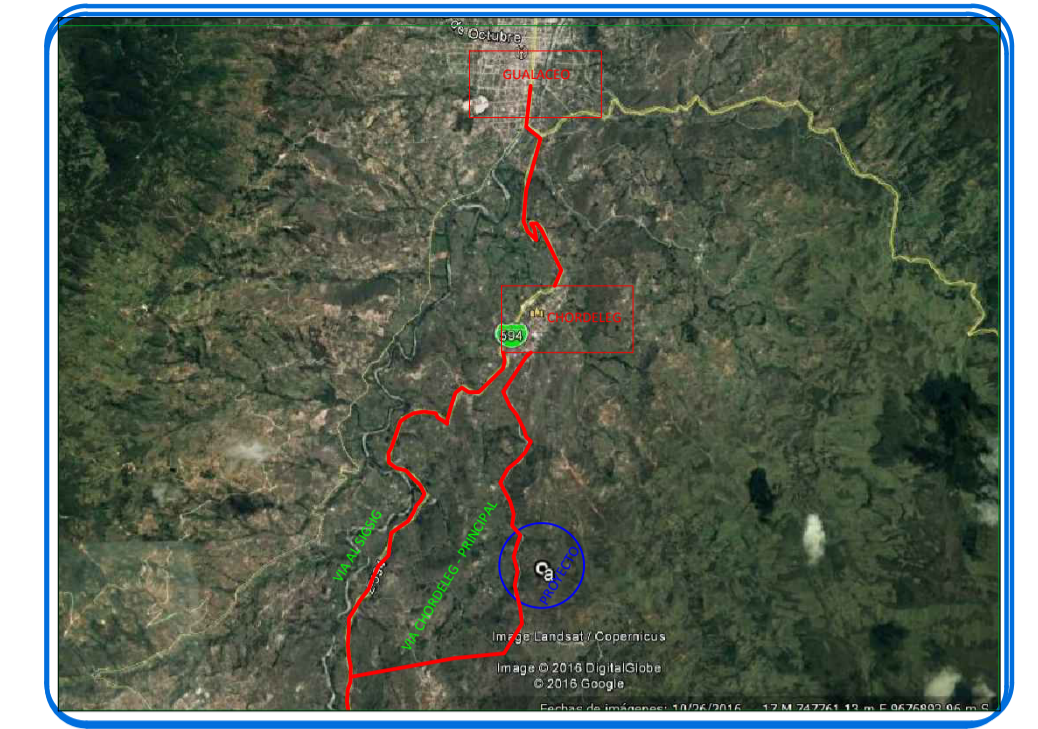 de Octubre
GUALACEO
CHORDELEG
594
VIA AL SIGSIG
VIA CHORDELEG - PRINCIPAL
PROYECTO
Image Landsat / Copernicus
Image © 2016 DigitalGlobe
© 2016 Google
Fechas de imágenes: 10/26/2016 17 M 747761.13 m E 9676893.96 m S